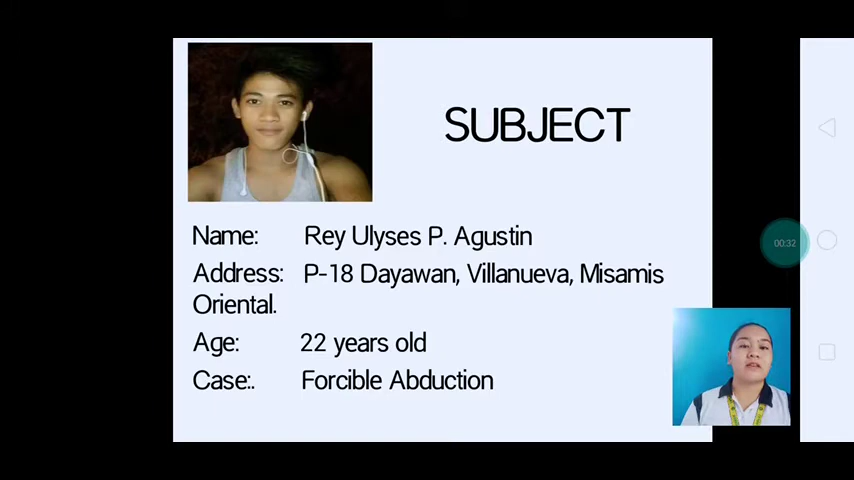 SUBJECT
Name: Rey Ulyses P. Agustin
Address: P-18 Dayawan, Villanueva, Misamis
Oriental.
Age: 22 years old
Case:. Forcible Abduction
00:32